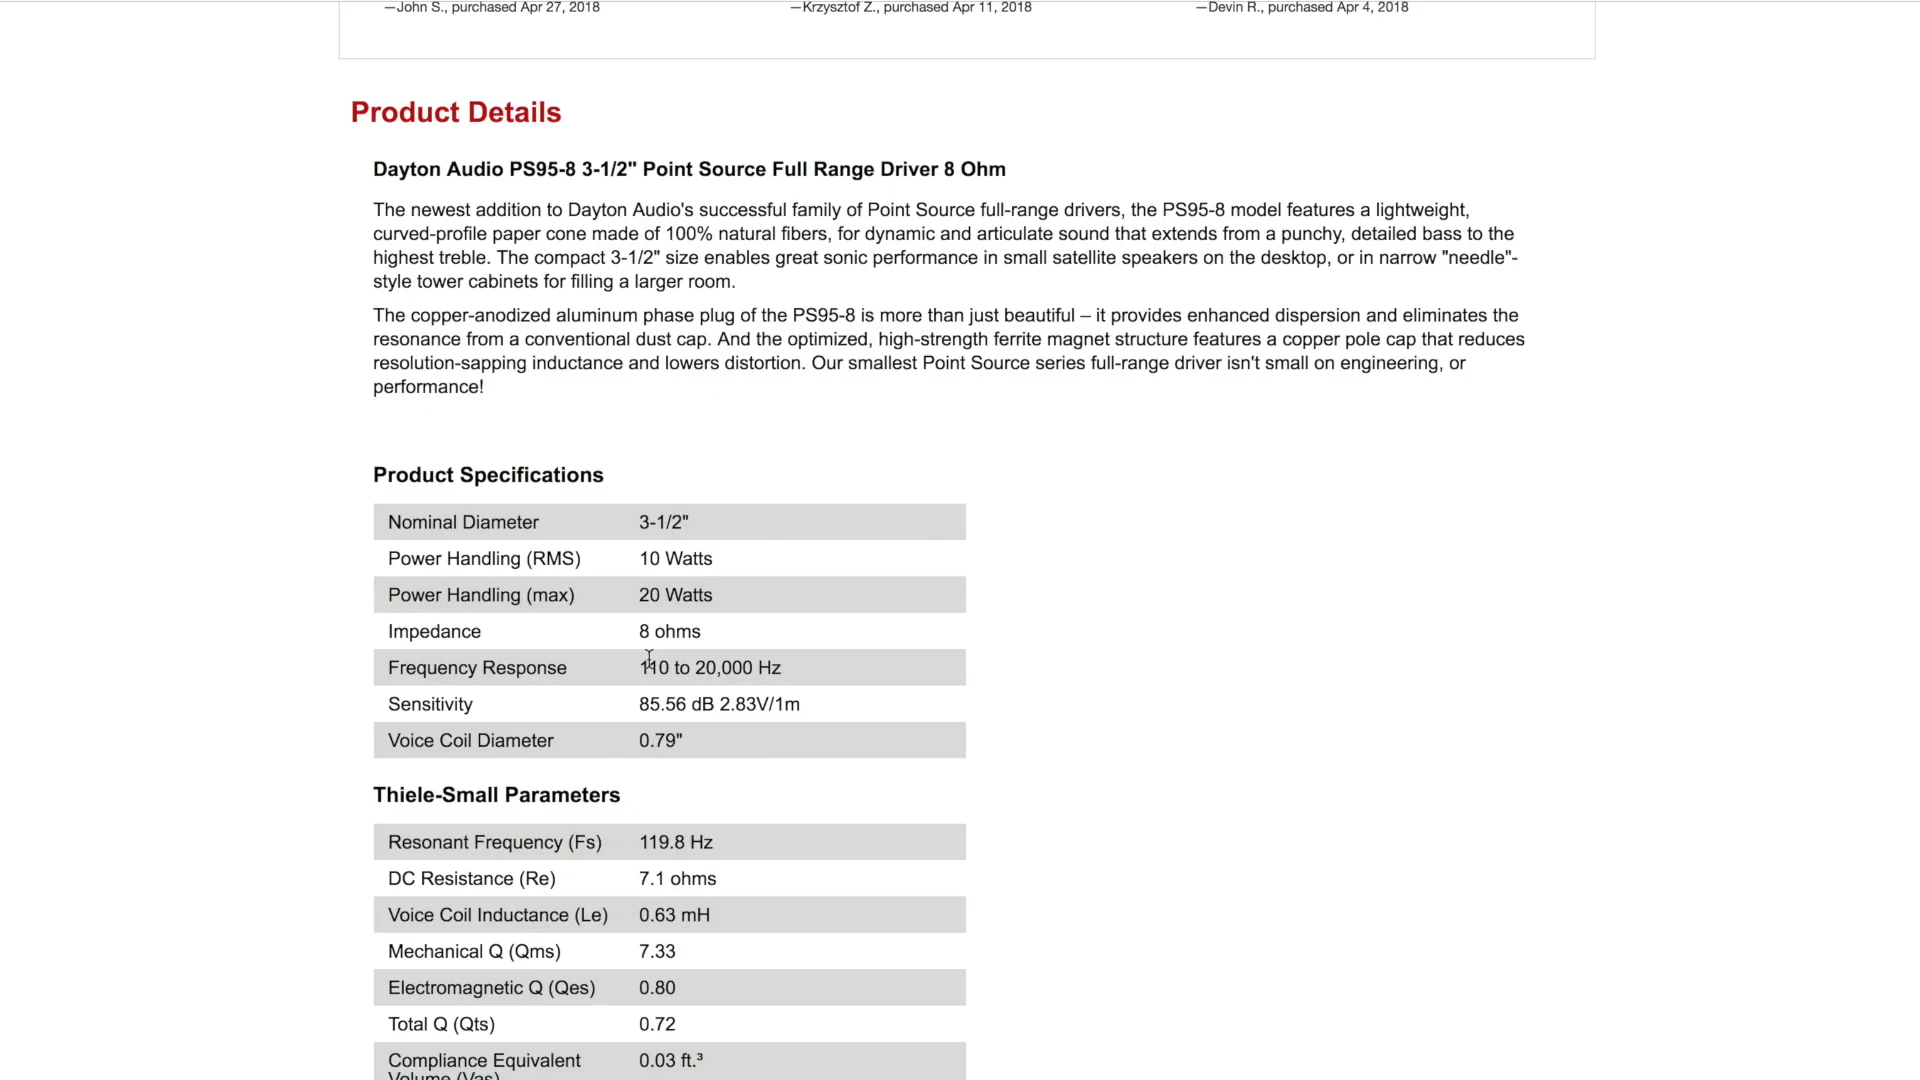 —John S., purchased Apr 27, 2018
—Krzysztof Z., purchased Apr 11, 2018
—Devin R., purchased Apr 4, 2018
Product Details
Dayton Audio PS95-8 3-1/2" Point Source Full Range Driver 8 Ohm
The newest addition to Dayton Audio's successful family of Point Source full-range drivers, the PS95-8 model features a lightweight,
curved-profile paper cone made of 100% natural fibers, for dynamic and articulate sound that extends from a punchy, detailed bass to the
highest treble. The compact 3-1/2" size enables great sonic performance in small satellite speakers on the desktop, or in narrow "needle"-
style tower cabinets for filling a larger room.
The copper-anodized aluminum phase plug of the PS95-8 is more than just beautiful – it provides enhanced dispersion and eliminates the
resonance from a conventional dust cap. And the optimized, high-strength ferrite magnet structure features a copper pole cap that reduces
resolution-sapping inductance and lowers distortion. Our smallest Point Source series full-range driver isn't small on engineering, or
performance!
Product Specifications
Nominal Diameter 3-1/2"
Power Handling (RMS) 10 Watts
Power Handling (max) 20 Watts
Impedance 8 ohms
Frequency Response 110 to 20,000 Hz
Sensitivity 85.56 dB 2.83V/1m
Voice Coil Diameter 0.79"
Thiele-Small Parameters
Resonant Frequency (Fs) 119.8 Hz
DC Resistance (Re) 7.1 ohms
Voice Coil Inductance (Le) 0.63 mH
Mechanical Q (Qms) 7.33
Electromagnetic Q (Qes) 0.80
Total Q (Qts) 0.72
Compliance Equivalent 0.03 ft.³
Volume (Vas)